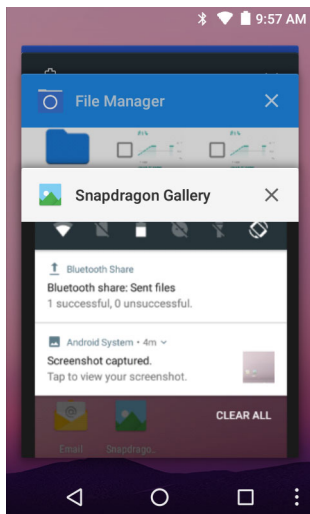 9:57 AM
File Manager
Snapdragon Gallery
Bluetooth Share
Bluetooth share: Sent files
1 successful, 0 unsuccessful.
Android System • 4m
Screenshot captured.
Tap to view your screenshot.
CLEAR ALL
Email
Snapdrago..